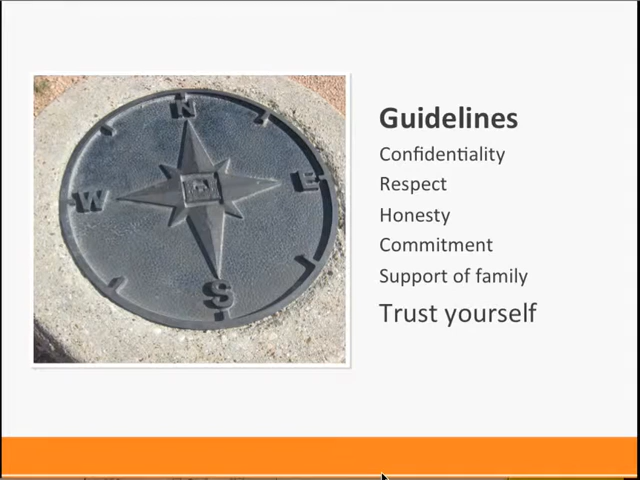 N
W
E
S
Guidelines
Confidentiality
Respect
Honesty
Commitment
Support of family
Trust yourself